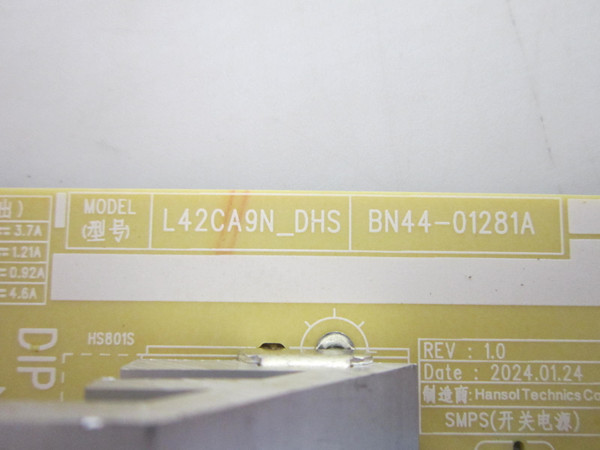 MODEL
(型号)
L42CA9N_DHS
BN44-01281A
出)
= 3.7A
= 1.21A
= 0.92A
= 4.6A
DIP
HS801S
REV : 1.0
Date : 2024.01.24
制造商: Hansol Technics Co
SMPS(开关电源)